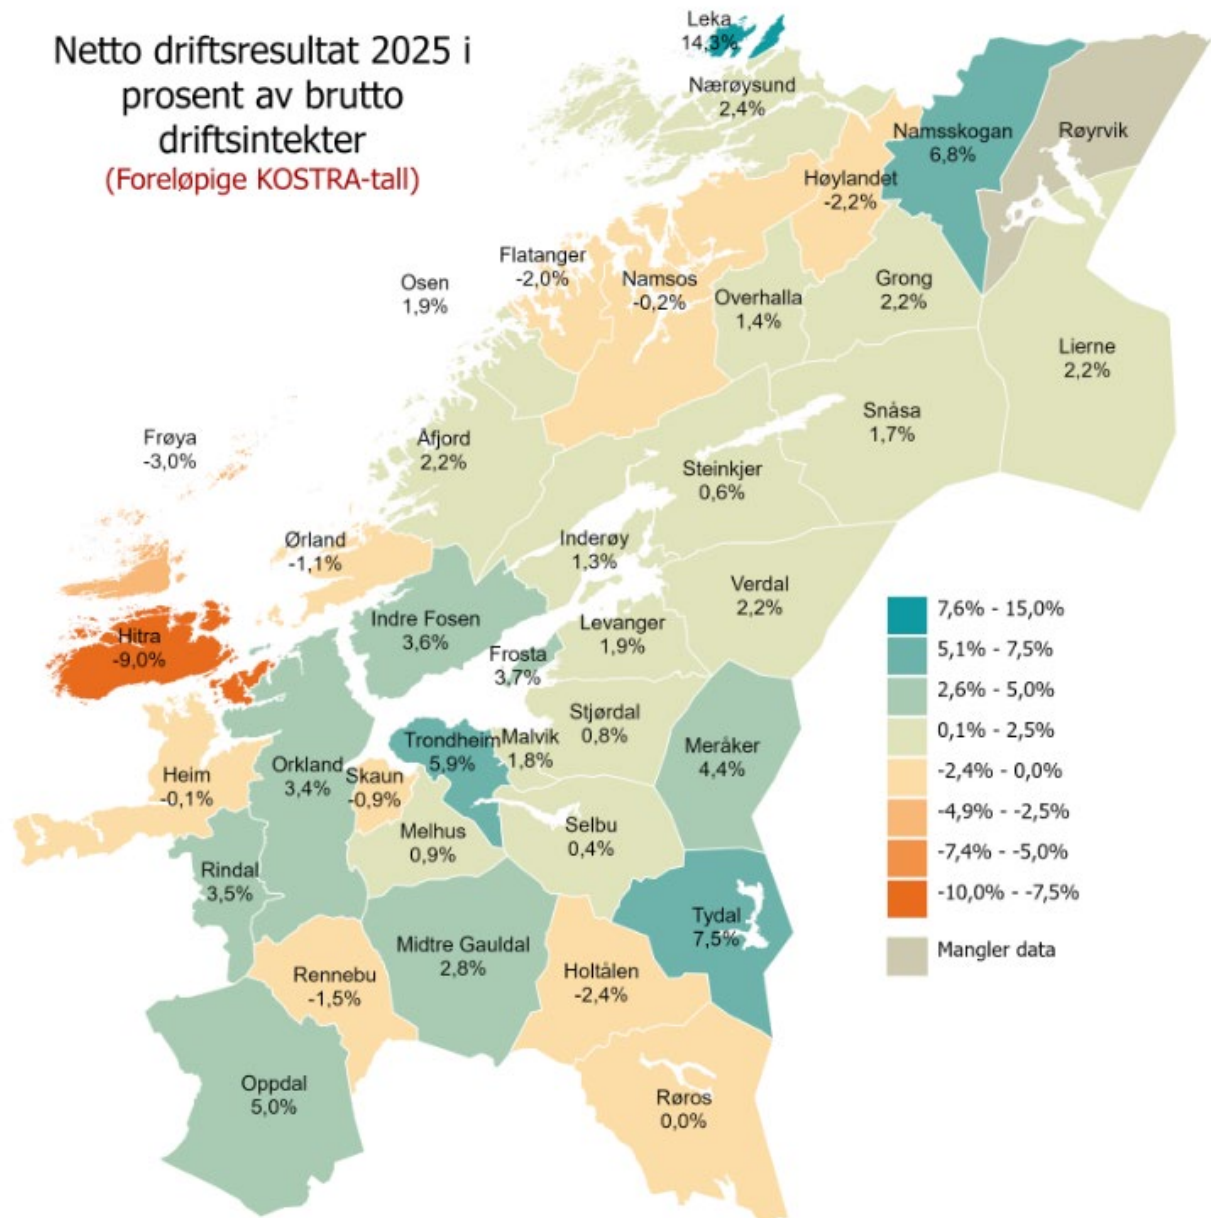 Netto driftsresultat 2025 i
prosent av brutto
driftsintekter
(Foreløpige KOSTRA-tall)
Leka
14,3%
Nærøysund
2,4%
Namsskogan
6,8%
Røyrvik
Høylandet
-2,2%
Flatanger
-2,0%
Osen
1,9%
Namsos
-0,2%
Overhalla
1,4%
Grong
2,2%
Lierne
2,2%
Snåsa
1,7%
Frøya
-3,0%
Åfjord
2,2%
Steinkjer
0,6%
Ørland
-1,1%
Inderøy
1,3%
Verdal
2,2%
Hitra
-9,0%
Indre Fosen
3,6%
Levanger
1,9%
Frosta
3,7%
Stjørdal
0,8%
Trondheim
5,9%
Malvik
1,8%
Meråker
4,4%
Heim
-0,1%
Orkland
3,4%
Skaun
-0,9%
Melhus
0,9%
Selbu
0,4%
Rindal
3,5%
Tydal
7,5%
Midtre Gauldal
2,8%
Rennebu
-1,5%
Holtålen
-2,4%
Oppdal
5,0%
Røros
0,0%
7,6% - 15,0%
5,1% - 7,5%
2,6% - 5,0%
0,1% - 2,5%
-2,4% - 0,0%
-4,9% - -2,5%
-7,4% - -5,0%
-10,0% - -7,5%
Mangler data